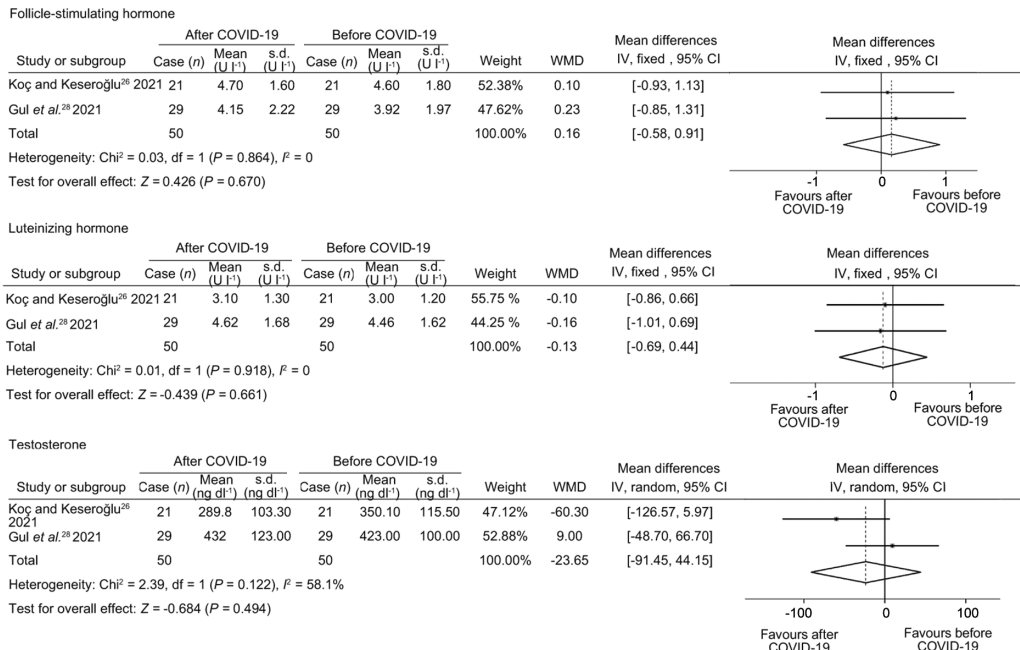 Follicle-stimulating hormone
After COVID-19 Before COVID-19 Mean differences Mean differences
Study or subgroup Case (n) Mean (U l⁻¹) s.d. (U l⁻¹) Case (n) Mean (U l⁻¹) s.d. (U l⁻¹) Weight WMD IV, fixed , 95% CI IV, fixed , 95% CI
Koç and Keseroğlu²⁶ 2021 21 4.70 1.60 21 4.60 1.80 52.38% 0.10 [-0.93, 1.13]
Gul et al.²⁸ 2021 29 4.15 2.22 29 3.92 1.97 47.62% 0.23 [-0.85, 1.31]
Total 50 50 100.00% 0.16 [-0.58, 0.91]
Heterogeneity: Chi² = 0.03, df = 1 (P = 0.864), I² = 0
Test for overall effect: Z = 0.426 (P = 0.670)
-1 0 1
Favours after COVID-19 Favours before COVID-19
Luteinizing hormone
After COVID-19 Before COVID-19 Mean differences Mean differences
Study or subgroup Case (n) Mean (U l⁻¹) s.d. (U l⁻¹) Case (n) Mean (U l⁻¹) s.d. (U l⁻¹) Weight WMD IV, fixed , 95% CI IV, fixed , 95% CI
Koç and Keseroğlu²⁶ 2021 21 3.10 1.30 21 3.00 1.20 55.75 % -0.10 [-0.86, 0.66]
Gul et al.²⁸ 2021 29 4.62 1.68 29 4.46 1.62 44.25 % -0.16 [-1.01, 0.69]
Total 50 50 100.00% -0.13 [-0.69, 0.44]
Heterogeneity: Chi² = 0.01, df = 1 (P = 0.918), I² = 0
Test for overall effect: Z = -0.439 (P = 0.661)
-1 0 1
Favours after COVID-19 Favours before COVID-19
Testosterone
After COVID-19 Before COVID-19 Mean differences Mean differences
Study or subgroup Case (n) Mean (ng dl⁻¹) s.d. (ng dl⁻¹) Case (n) Mean (ng dl⁻¹) s.d. (ng dl⁻¹) Weight WMD IV, random, 95% CI IV, random, 95% CI
Koç and Keseroğlu²⁶ 2021 21 289.8 103.30 21 350.10 115.50 47.12% -60.30 [-126.57, 5.97]
Gul et al.²⁸ 2021 29 432 123.00 29 423.00 100.00 52.88% 9.00 [-48.70, 66.70]
Total 50 50 100.00% -23.65 [-91.45, 44.15]
Heterogeneity: Chi² = 2.39, df = 1 (P = 0.122), I² = 58.1%
Test for overall effect: Z = -0.684 (P = 0.494)
-100 0 100
Favours after COVID-19 Favours before COVID-19